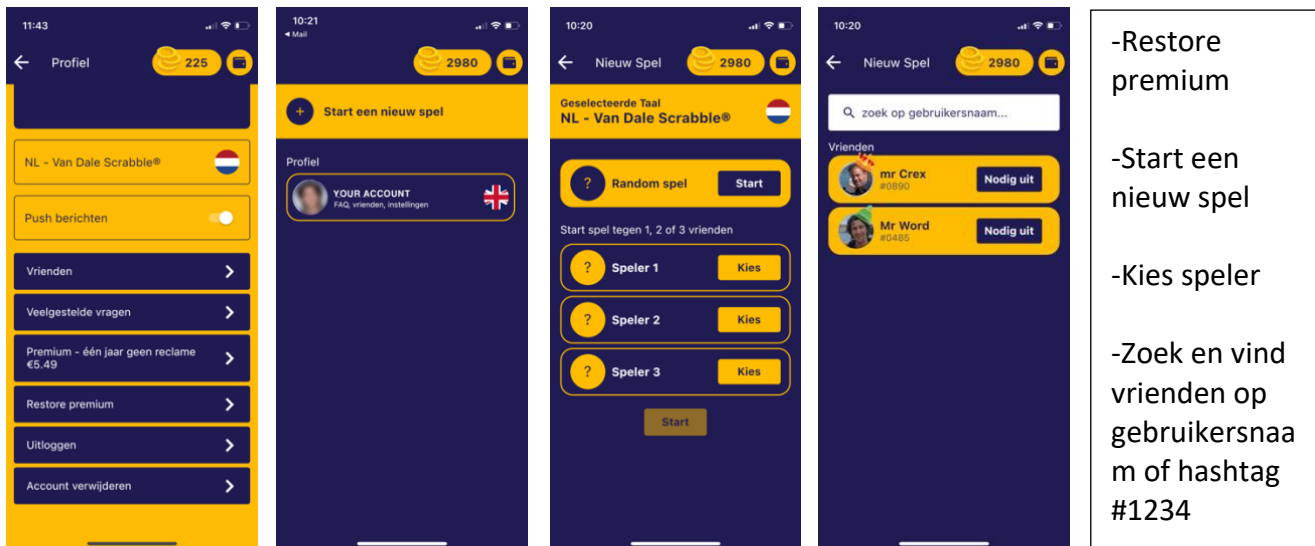 11:43
Profiel
225
NL - Van Dale Scrabble®
Push berichten
Vrienden
Veelgestelde vragen
Premium - één jaar geen reclame
€5.49
Restore premium
Uitloggen
Account verwijderen
10:21
Mail
2980
+ Start een nieuw spel
Profiel
YOUR ACCOUNT
FAQ, vrienden, instellingen
10:20
Nieuw Spel
2980
Geselecteerde Taal
NL - Van Dale Scrabble®
? Random spel Start
Start spel tegen 1, 2 of 3 vrienden
? Speler 1 Kies
? Speler 2 Kies
? Speler 3 Kies
Start
10:20
Nieuw Spel
2980
zoek op gebruikersnaam...
Vrienden
mr Crex
#0890
Nodig uit
Mr Word
#0485
Nodig uit
-Restore
premium
-Start een
nieuw spel
-Kies speler
-Zoek en vind
vrienden op
gebruikersnaa
m of hashtag
#1234